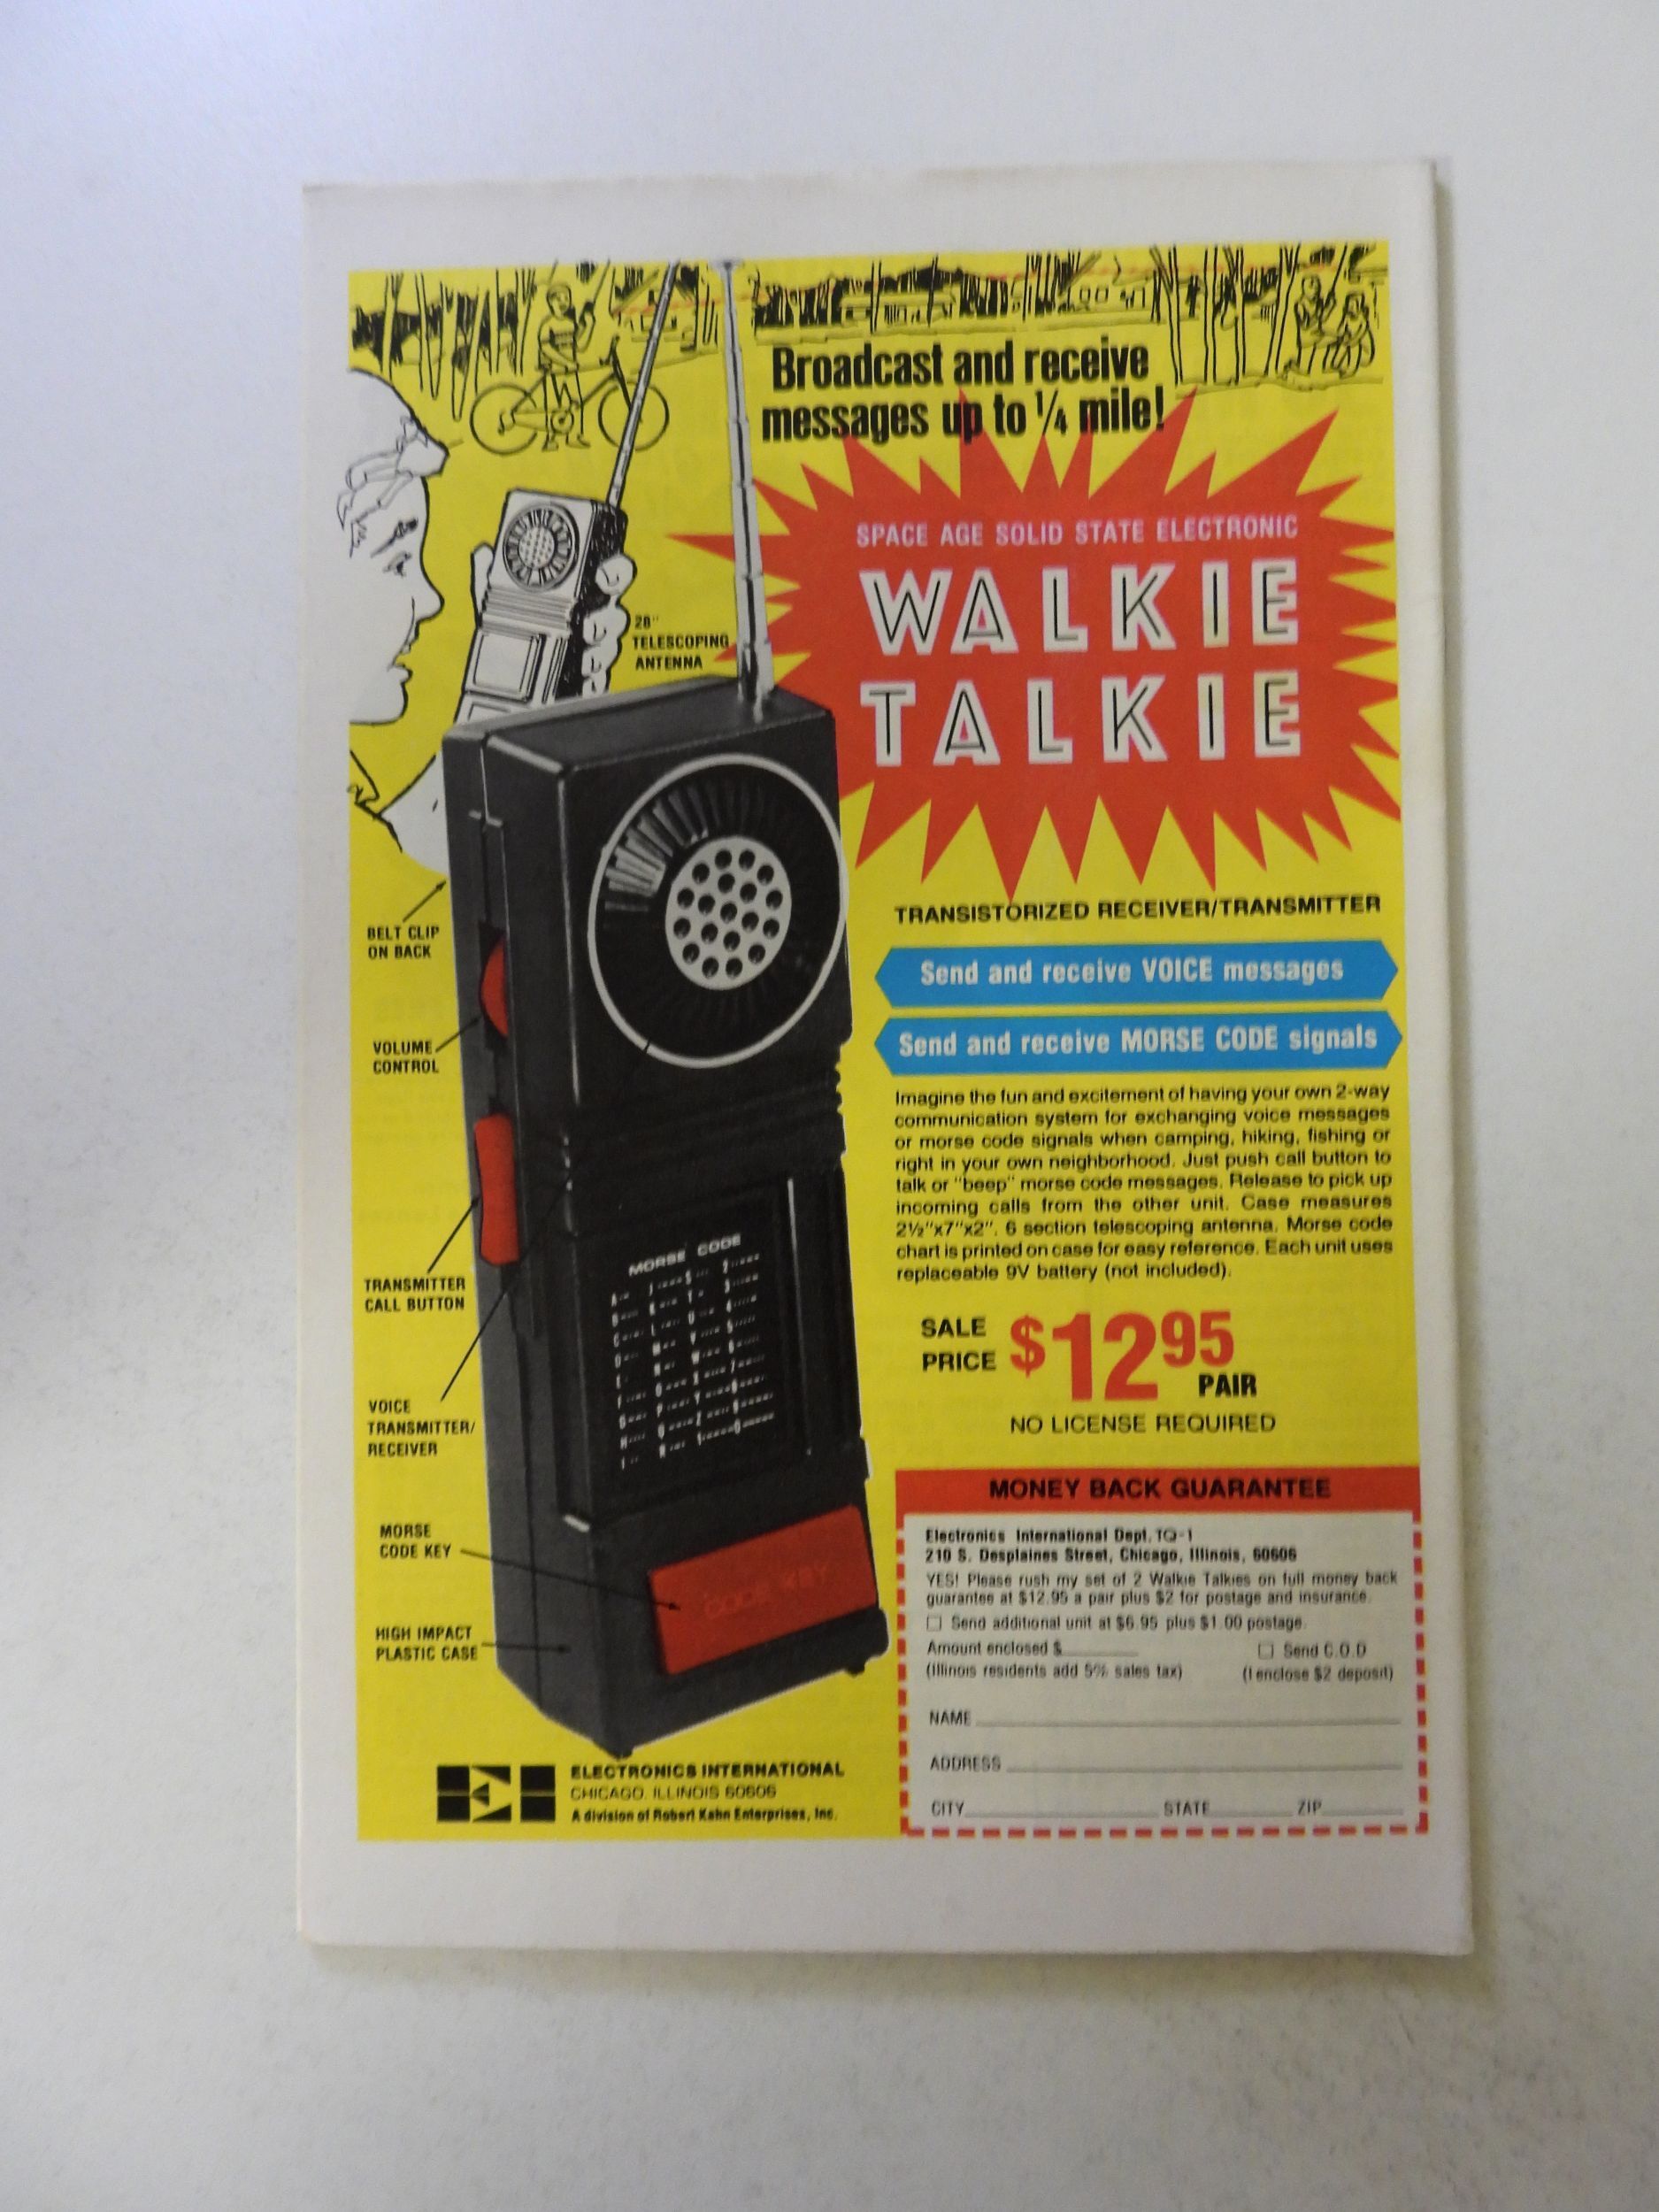 Broadcast and receive
messages up to ¼ mile!
SPACE AGE SOLID STATE ELECTRONIC
WALKIE
TALKIE
28"
TELESCOPING
ANTENNA
BELT CLIP
ON BACK
VOLUME
CONTROL
TRANSMITTER
CALL BUTTON
VOICE
TRANSMITTER/
RECEIVER
MORSE
CODE KEY
HIGH IMPACT
PLASTIC CASE
MORSE CODE
CODE KEY
TRANSISTORIZED RECEIVER/TRANSMITTER
Send and receive VOICE messages
Send and receive MORSE CODE signals
Imagine the fun and excitement of having your own 2-way
communication system for exchanging voice messages
or morse code signals when camping, hiking, fishing or
right in your own neighborhood. Just push call button to
talk or "beep" morse code messages. Release to pick up
incoming calls from the other unit. Case measures
2½"x7"x2". 6 section telescoping antenna. Morse code
chart is printed on case for easy reference. Each unit uses
replaceable 9V battery (not included).
SALE
PRICE $12.95
PAIR
NO LICENSE REQUIRED
MONEY BACK GUARANTEE
Electronics International Dept. TQ-1
210 S. Desplaines Street, Chicago, Illinois, 60606
YES! Please rush my set of 2 Walkie Talkies on full money back
guarantee at $12.95 a pair plus $2 for postage and insurance.
Send additional unit at $6.95 plus $1.00 postage.
Amount enclosed $ Send C.O.D
(Illinois residents add 5% sales tax) (I enclose $2 deposit)
NAME
ADDRESS
CITY STATE ZIP
ELECTRONICS INTERNATIONAL
CHICAGO, ILLINOIS 60606
A division of Robert Kahn Enterprises, Inc.